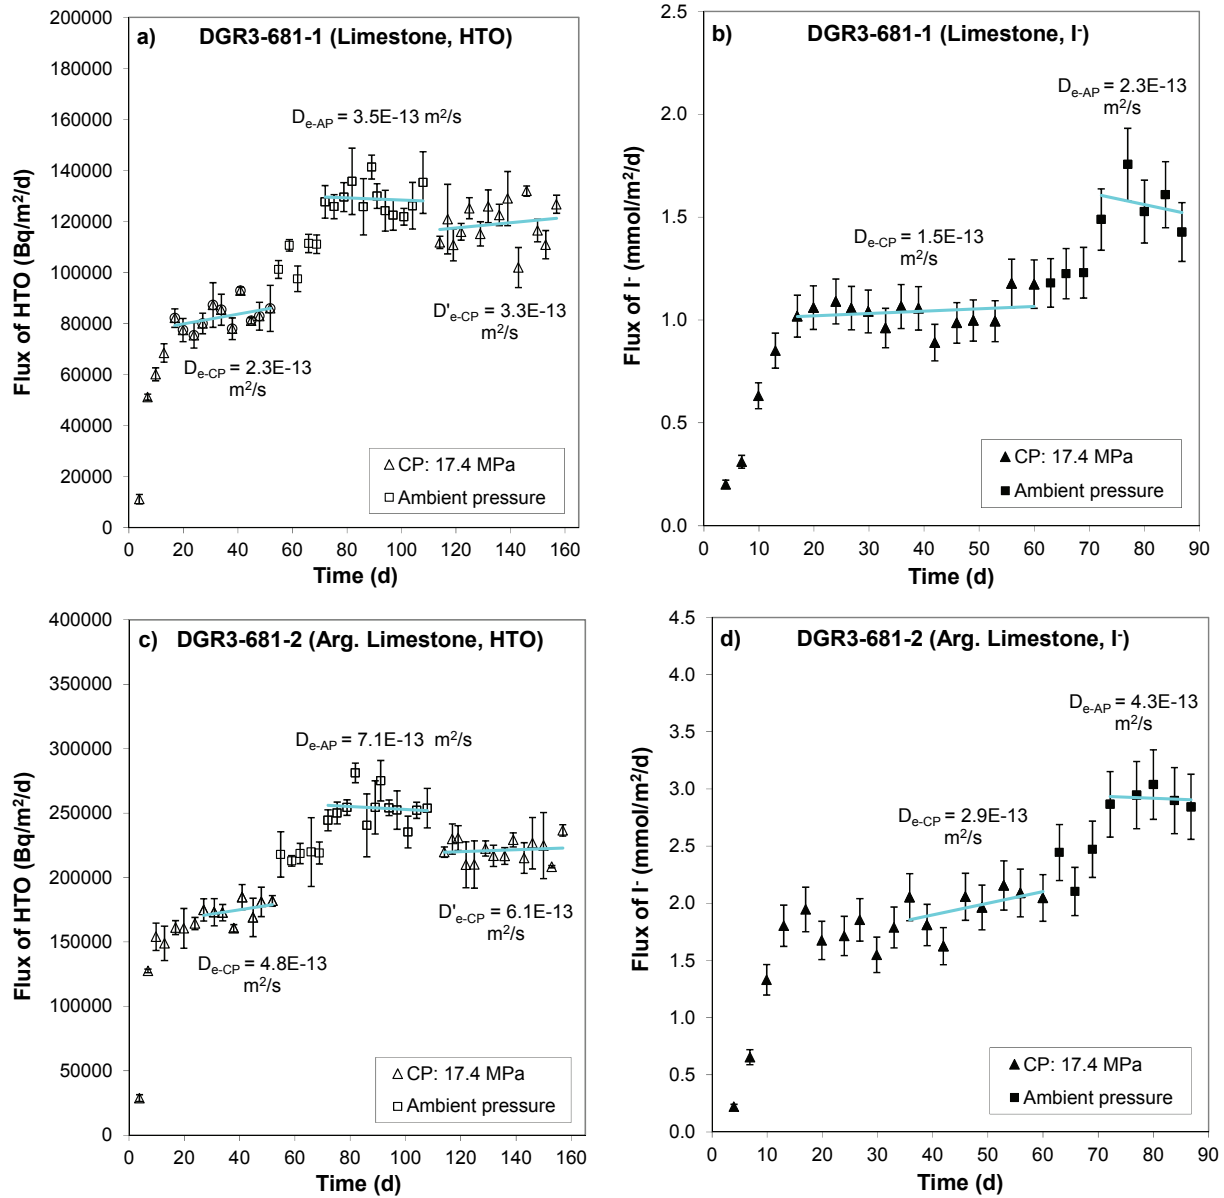 a) DGR3-681-1 (Limestone, HTO)
Flux of HTO (Bq/m²/d)
200000
180000
160000
140000
120000
100000
80000
60000
40000
20000
0
Dₑ₋AP = 3.5E-13 m²/s
D'ₑ₋CP = 3.3E-13
m²/s
Dₑ₋CP = 2.3E-13
m²/s
CP: 17.4 MPa
Ambient pressure
0 20 40 60 80 100 120 140 160
Time (d)
b) DGR3-681-1 (Limestone, I⁻)
Flux of I⁻ (mmol/m²/d)
2.5
2.0
1.5
1.0
0.5
0.0
Dₑ₋AP = 2.3E-13
m²/s
Dₑ₋CP = 1.5E-13
m²/s
CP: 17.4 MPa
Ambient pressure
0 10 20 30 40 50 60 70 80 90
Time (d)
c) DGR3-681-2 (Arg. Limestone, HTO)
Flux of HTO (Bq/m²/d)
400000
350000
300000
250000
200000
150000
100000
50000
0
Dₑ₋AP = 7.1E-13 m²/s
D'ₑ₋CP = 6.1E-13
m²/s
Dₑ₋CP = 4.8E-13
m²/s
CP: 17.4 MPa
Ambient pressure
0 20 40 60 80 100 120 140 160
Time (d)
d) DGR3-681-2 (Arg. Limestone, I⁻)
Flux of I⁻ (mmol/m²/d)
4.5
4.0
3.5
3.0
2.5
2.0
1.5
1.0
0.5
0.0
Dₑ₋AP = 4.3E-13
m²/s
Dₑ₋CP = 2.9E-13
m²/s
CP: 17.4 MPa
Ambient pressure
0 10 20 30 40 50 60 70 80 90
Time (d)